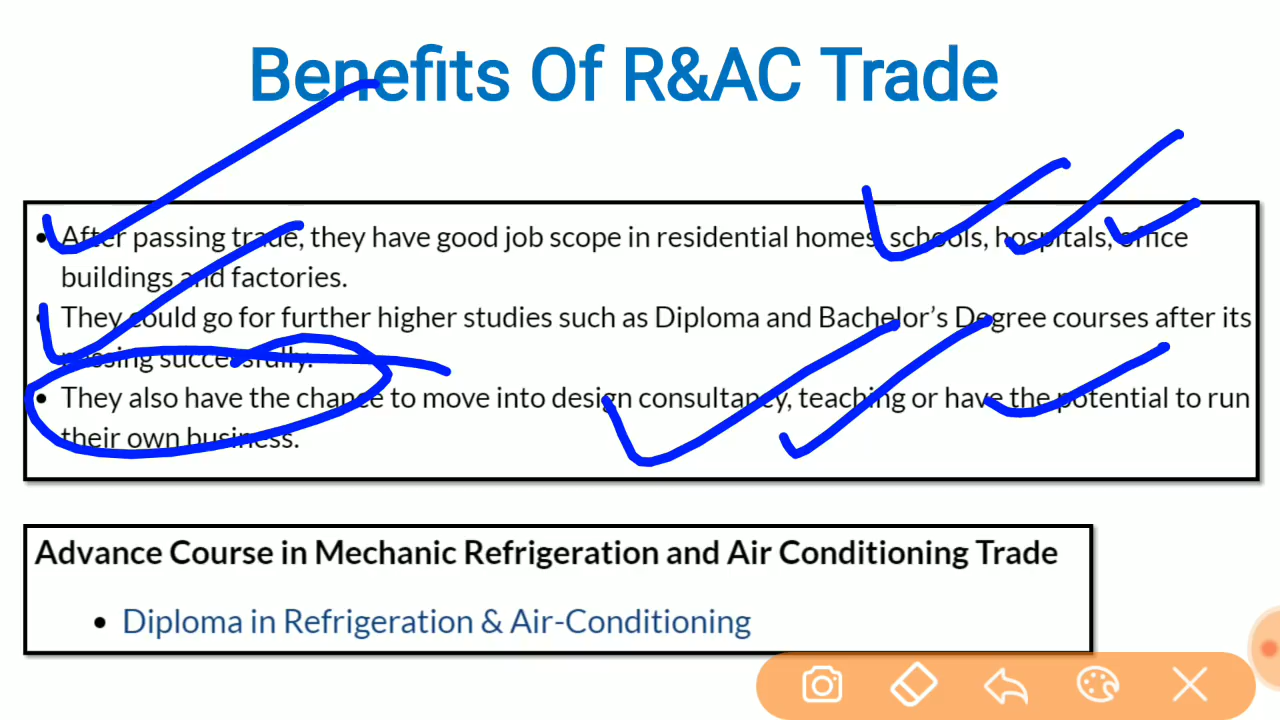 Benefits Of R&AC Trade
After passing trade, they have good job scope in residential homes, schools, hospitals, office
buildings and factories.
They could go for further higher studies such as Diploma and Bachelor’s Degree courses after its
passing successfully.
They also have the chance to move into design consultancy, teaching or have the potential to run
their own business.
Advance Course in Mechanic Refrigeration and Air Conditioning Trade
Diploma in Refrigeration & Air-Conditioning